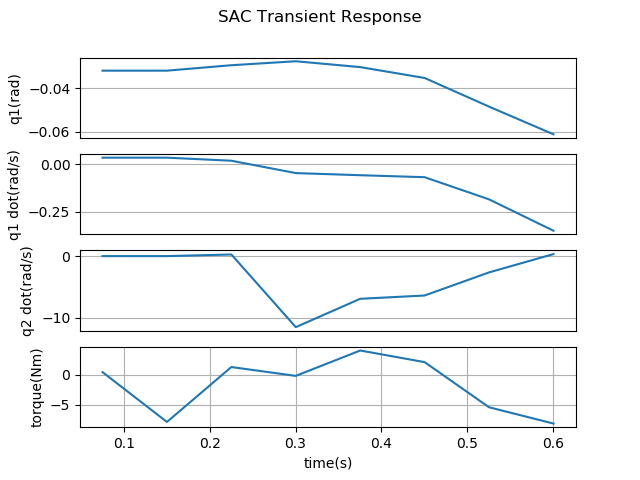 SAC Transient Response
q1(rad)
−0.04
−0.06
q1 dot(rad/s)
0.00
−0.25
q2 dot(rad/s)
0
−10
torque(Nm)
0
−5
0.1 0.2 0.3 0.4 0.5 0.6
time(s)